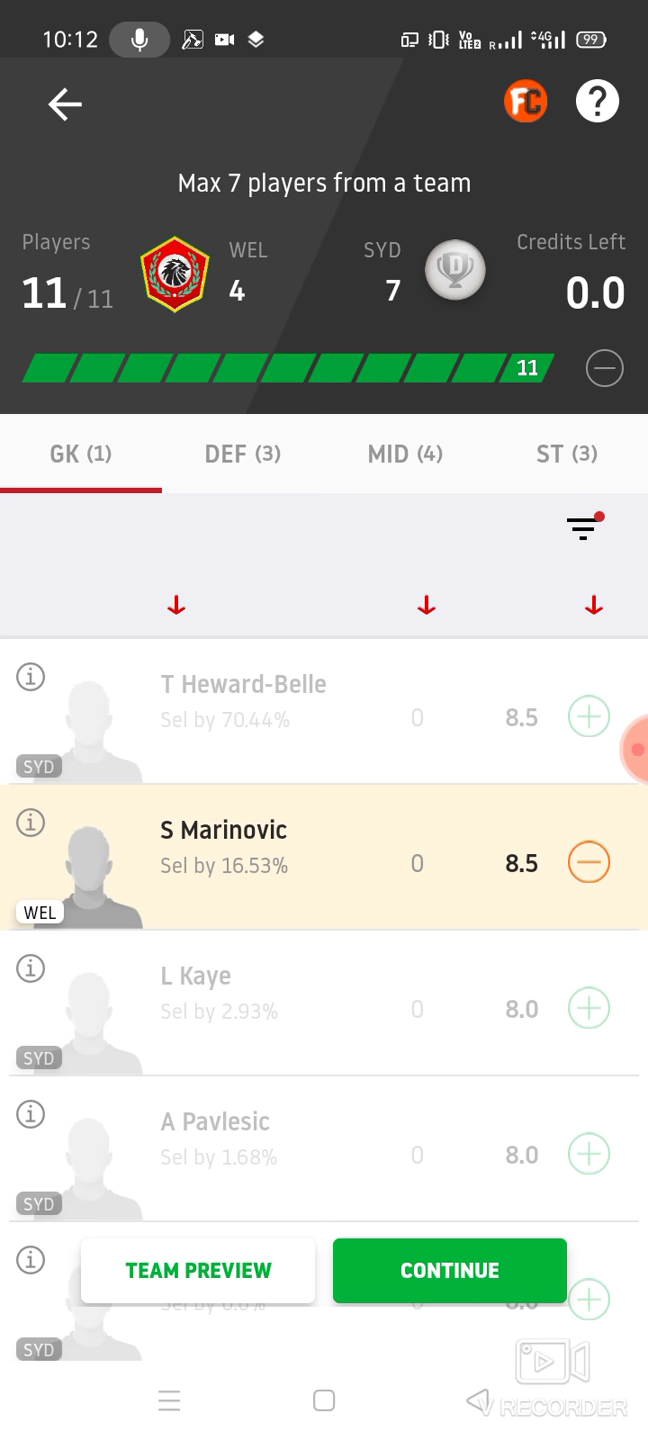 10:12
Vo
LTE2
R
4G
99
FC
?
Max 7 players from a team
Players
WEL
SYD
Credits Left
11 / 11
4
7
D
0.0
11
GK (1)
DEF (3)
MID (4)
ST (3)
T Heward-Belle
Sel by 70.44%
0
8.5
SYD
S Marinovic
Sel by 16.53%
0
8.5
WEL
L Kaye
Sel by 2.93%
0
8.0
SYD
A Pavlesic
Sel by 1.68%
0
8.0
SYD
TEAM PREVIEW
CONTINUE
SYD
V RECORDER